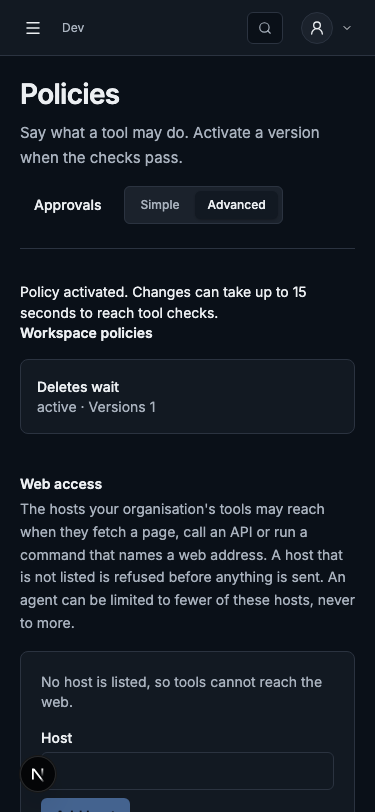 Dev
Policies
Say what a tool may do. Activate a version
when the checks pass.
Approvals
Simple
Advanced
Policy activated. Changes can take up to 15
seconds to reach tool checks.
Workspace policies
Deletes wait
active · Versions 1
Web access
The hosts your organisation's tools may reach
when they fetch a page, call an API or run a
command that names a web address. A host that
is not listed is refused before anything is sent. An
agent can be limited to fewer of these hosts, never
to more.
No host is listed, so tools cannot reach the
web.
Host
N